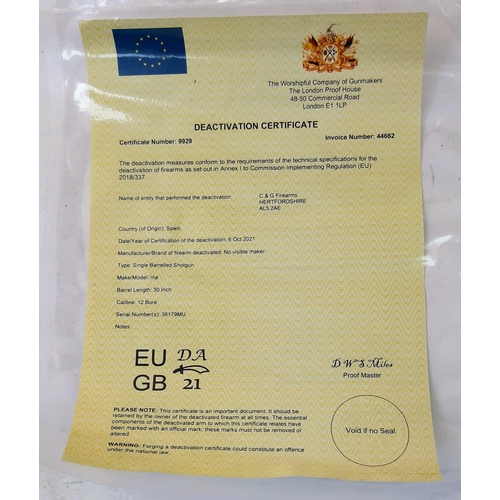 The Worshipful Company of Gunmakers
The London Proof House
48-50 Commercial Road
London E1 1LP
DEACTIVATION CERTIFICATE
Certificate Number: 9929
Invoice Number: 44662
The deactivation measures conform to the requirements of the technical specifications for the
deactivation of firearms as set out in Annex I to Commission Implementing Regulation (EU)
2018/337.
Name of entity that performed the deactivation:
C & G Firearms
HERTFORDSHIRE
AL5 2AE
Country (of Origin): Spain
Date/Year of Certification of the deactivation: 6 Oct 2021
Manufacturer/Brand of firearm deactivated: No visible maker
Type: Single Barrelled Shotgun
Make/Model: n\a
Barrel Length: 30 Inch
Calibre: 12 Bore
Serial Number(s): 38179MU
Notes:
EU DA
GB 21
D W S Miles
Proof Master
PLEASE NOTE: This certificate is an important document. It should be
retained by the owner of the deactivated firearm at all times. The essential
components of the deactivated arm to which this certificate relates have
been marked with an official mark; these marks must not be removed or
altered.
WARNING: Forging a deactivation certificate could constitute an offence
under the national law.
Void if no Seal